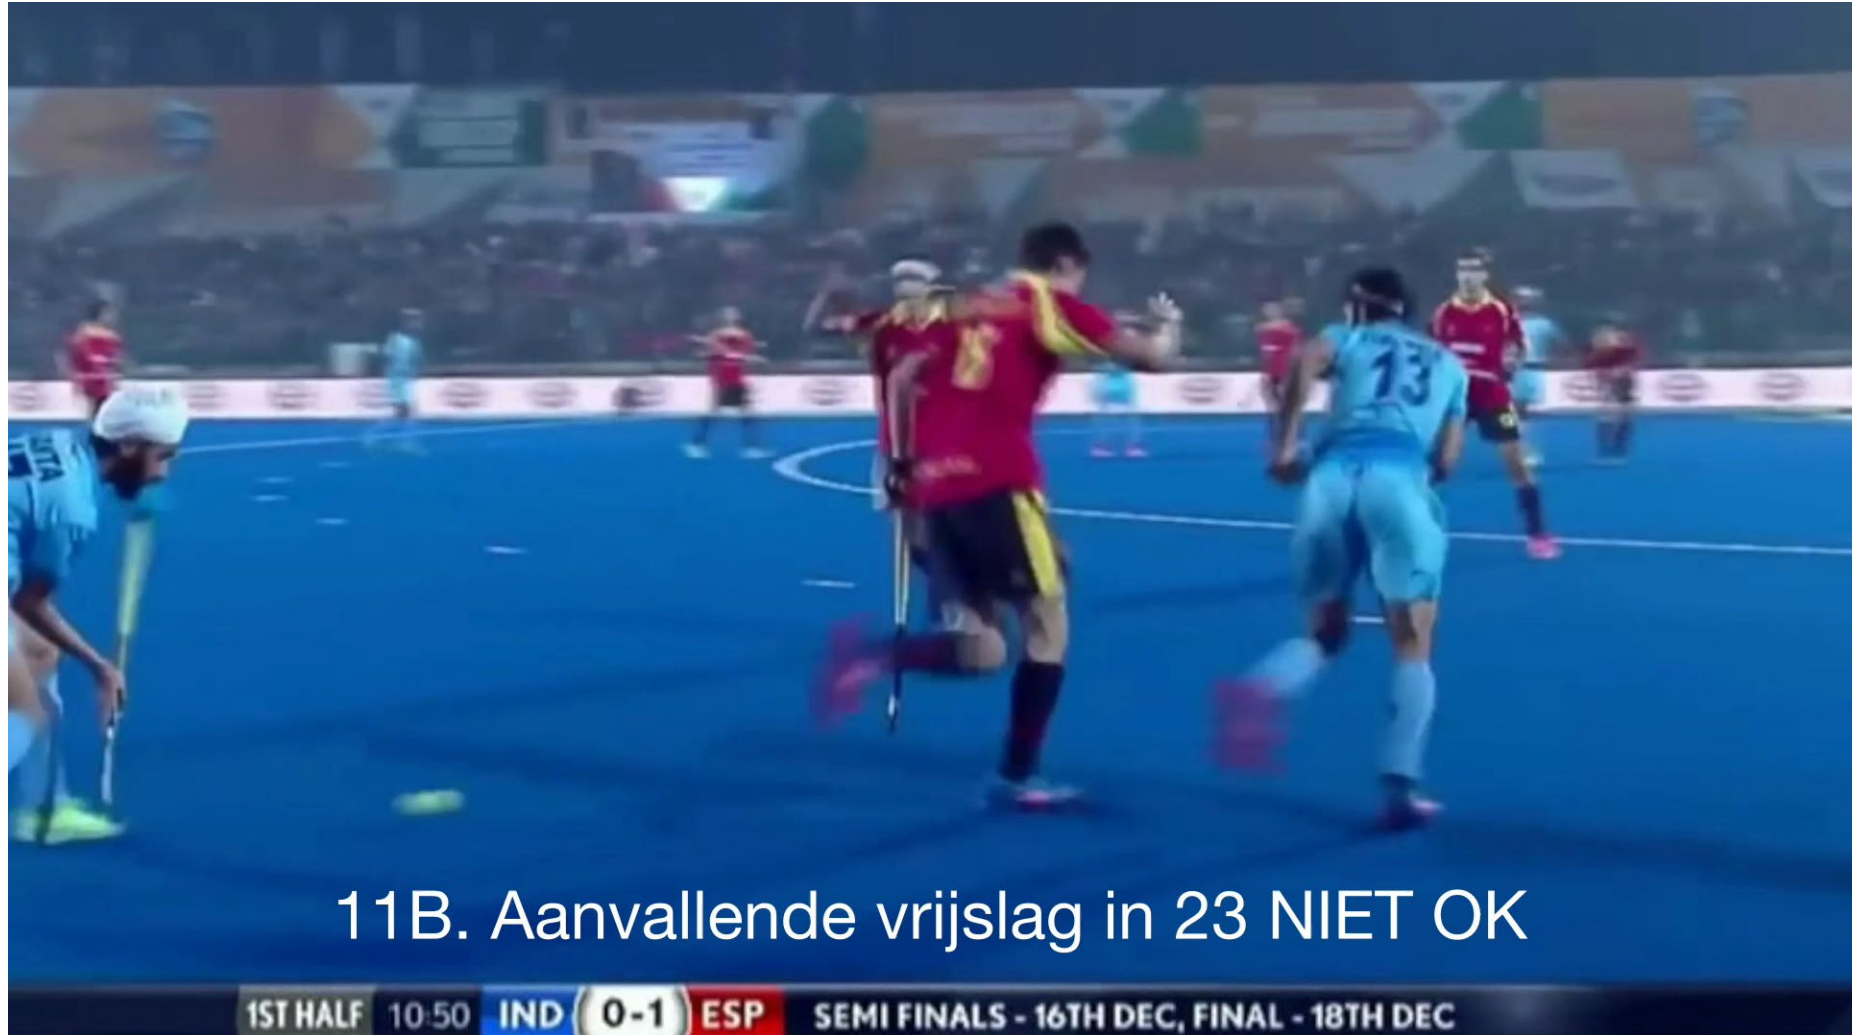 13
11B. Aanvallende vrijslag in 23 NIET OK
1ST HALF 10:50 IND 0-1 ESP SEMI FINALS - 16TH DEC, FINAL - 18TH DEC